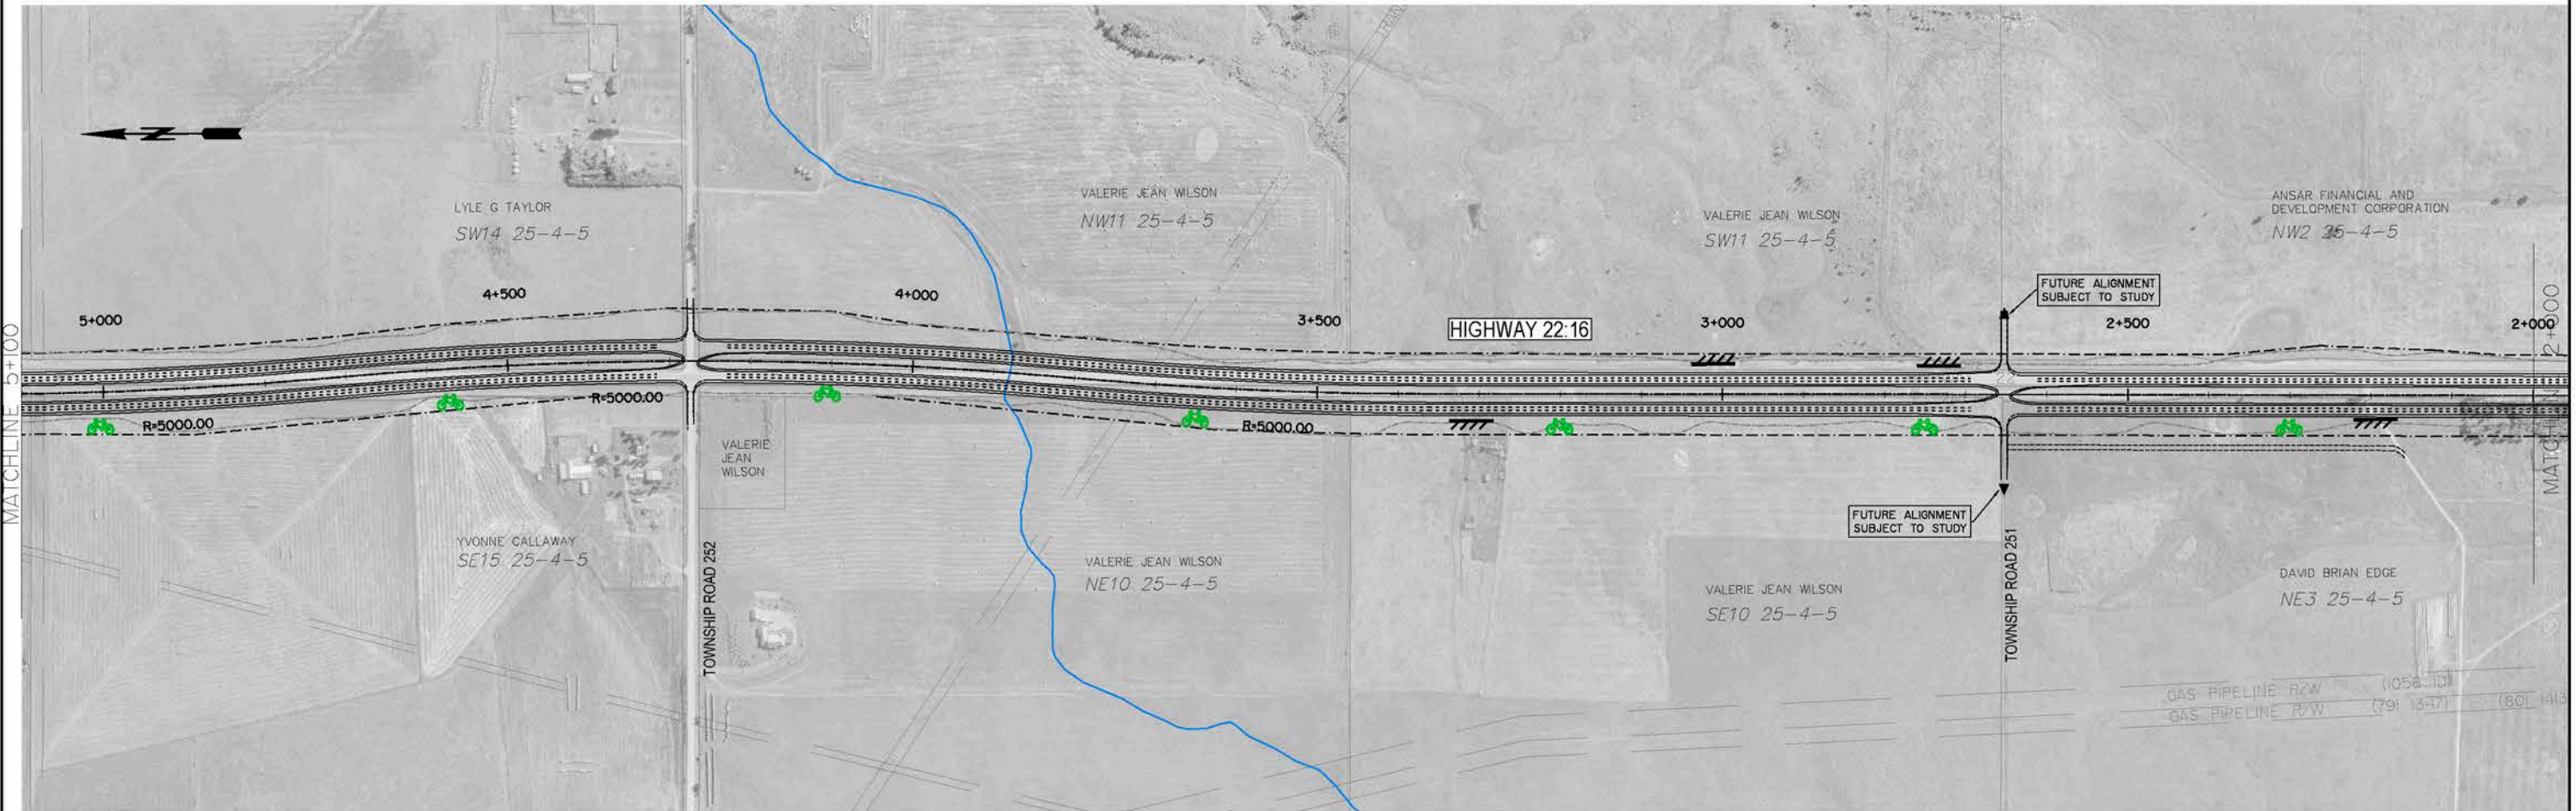 LYLE G TAYLOR
SW14 25-4-5
VALERIE JEAN WILSON
NW11 25-4-5
VALERIE JEAN WILSON
SW11 25-4-5
ANSAR FINANCIAL AND
DEVELOPMENT CORPORATION
NW2 25-4-5
FUTURE ALIGNMENT
SUBJECT TO STUDY
5+000
4+500
4+000
3+500
HIGHWAY 22:16
3+000
2+500
2+000
MATCHLINE 5+100
MATCHLINE 2+000
R=5000.00
R=5000.00
R=5000.00
VALERIE
JEAN
WILSON
YVONNE CALLAWAY
SE15 25-4-5
TOWNSHIP ROAD 252
VALERIE JEAN WILSON
NE10 25-4-5
VALERIE JEAN WILSON
SE10 25-4-5
FUTURE ALIGNMENT
SUBJECT TO STUDY
TOWNSHIP ROAD 251
DAVID BRIAN EDGE
NE3 25-4-5
GAS PIPELINE R/W
GAS PIPELINE R/W (791 1347)
N